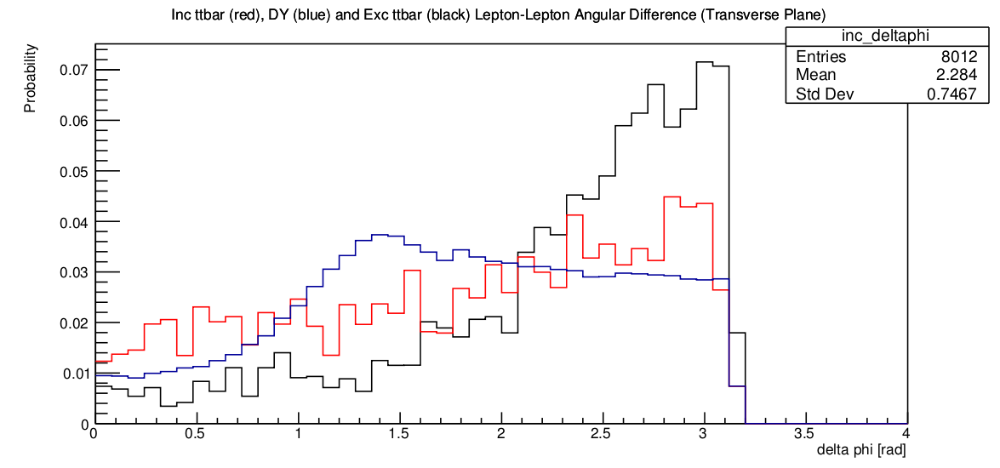 Inc ttbar (red), DY (blue) and Exc ttbar (black) Lepton-Lepton Angular Difference (Transverse Plane)
inc_deltaphi
Entries 8012
Mean 2.284
Std Dev 0.7467
Probability
0.07
0.06
0.05
0.04
0.03
0.02
0.01
0
0 0.5 1 1.5 2 2.5 3 3.5 4
delta phi [rad]